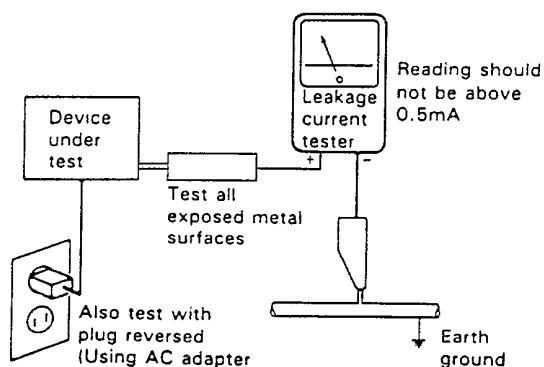 Device
under
test
Leakage
current
tester
+ -
Reading should
not be above
0.5mA
Test all
exposed metal
surfaces
Also test with
plug reversed
(Using AC adapter
Earth
ground